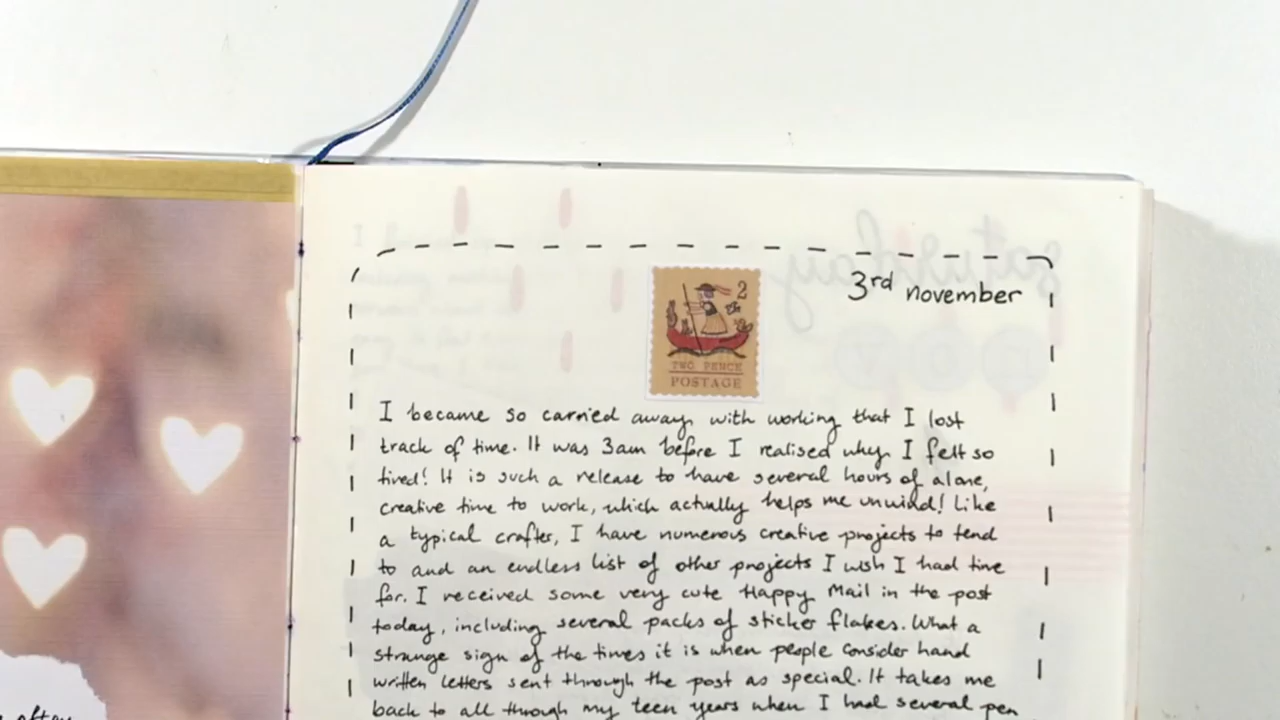 3rd november
2
TWO PENCE
POSTAGE
I became so carried away with working that I lost
track of time. It was 3am before I realised why I felt so
tired! It is such a release to have several hours of alone,
creative time to work, which actually helps me unwind! Like
a typical crafter, I have numerous creative projects to tend
to and an endless list of other projects I wish I had time
for. I received some very cute Happy Mail in the post
today, including several packs of sticker flakes. What a
strange sign of the times it is when people consider hand
written letters sent through the post as special. It takes me
back to all through my teen years when I had several pen
after